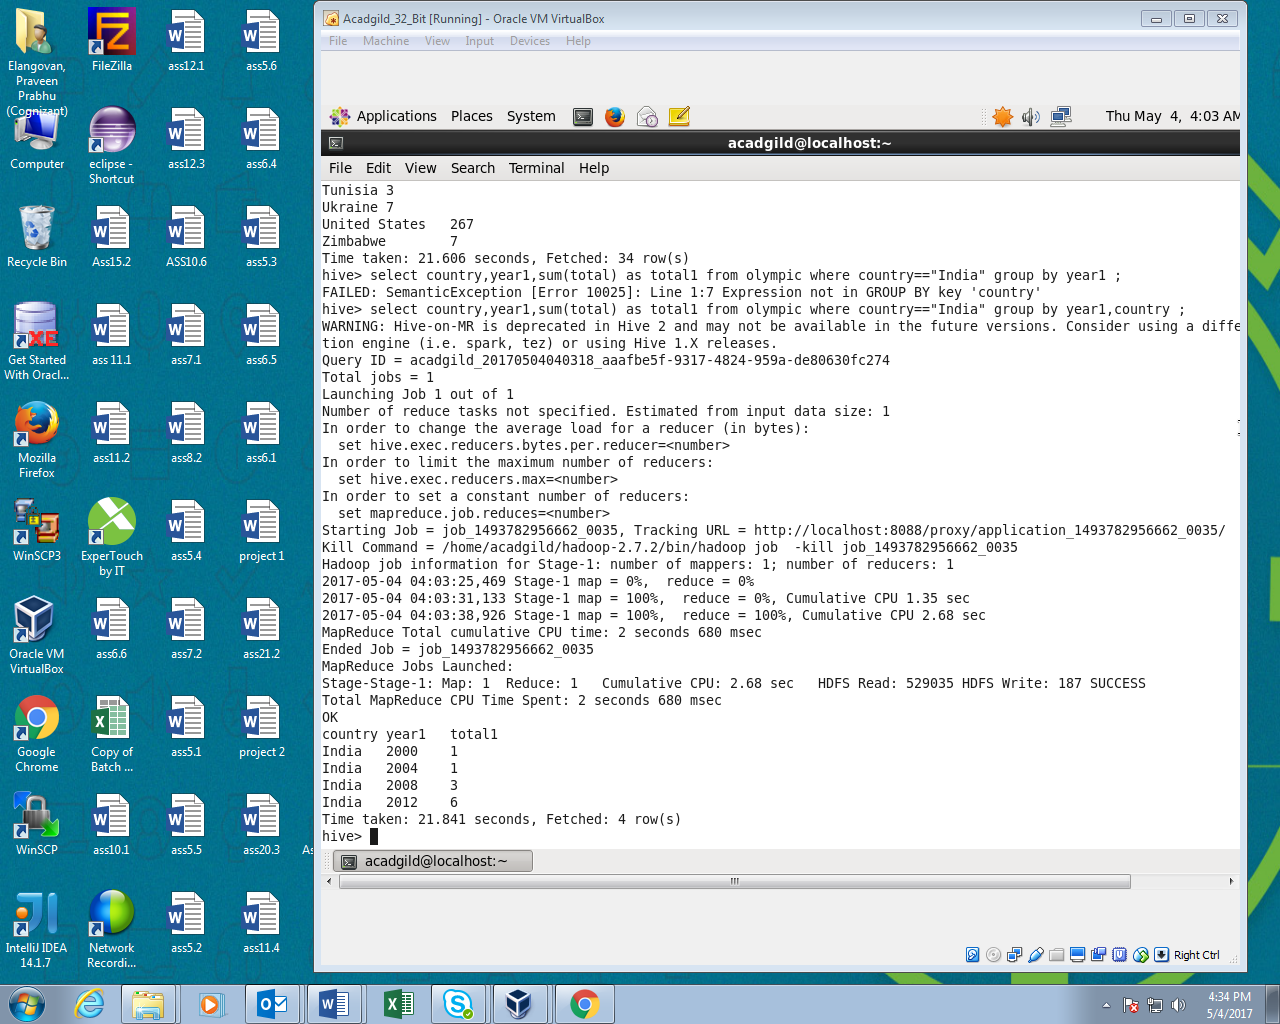 Elangovan,
Praveen
Prabhu
(Cognizant)
FileZilla
ass12.1
ass5.6
Computer
eclipse -
Shortcut
ass12.3
ass6.4
Recycle Bin
Ass15.2
ASS10.6
ass5.3
Get Started
With Oracl...
ass 11.1
ass7.1
ass6.5
Mozilla
Firefox
ass11.2
ass8.2
ass6.1
WinSCP3
ExperTouch
by IT
ass5.4
project 1
Oracle VM
VirtualBox
ass6.6
ass7.2
ass21.2
Google
Chrome
Copy of
Batch ...
ass5.1
project 2
WinSCP
ass10.1
ass5.5
ass20.3
As
IntelliJ IDEA
14.1.7
Network
Recordi...
ass5.2
ass11.4
Acadgild_32_Bit [Running] - Oracle VM VirtualBox
File Machine View Input Devices Help
Applications Places System
Thu May 4, 4:03 AM
acadgild@localhost:~
File Edit View Search Terminal Help
Tunisia 3
Ukraine 7
United States 267
Zimbabwe 7
Time taken: 21.606 seconds, Fetched: 34 row(s)
hive> select country,year1,sum(total) as total1 from olympic where country=="India" group by year1 ;
FAILED: SemanticException [Error 10025]: Line 1:7 Expression not in GROUP BY key 'country'
hive> select country,year1,sum(total) as total1 from olympic where country=="India" group by year1,country ;
WARNING: Hive-on-MR is deprecated in Hive 2 and may not be available in the future versions. Consider using a diffe
tion engine (i.e. spark, tez) or using Hive 1.X releases.
Query ID = acadgild_20170504040318_aaafbe5f-9317-4824-959a-de80630fc274
Total jobs = 1
Launching Job 1 out of 1
Number of reduce tasks not specified. Estimated from input data size: 1
In order to change the average load for a reducer (in bytes):
set hive.exec.reducers.bytes.per.reducer=<number>
In order to limit the maximum number of reducers:
set hive.exec.reducers.max=<number>
In order to set a constant number of reducers:
set mapreduce.job.reduces=<number>
Starting Job = job_1493782956662_0035, Tracking URL = http://localhost:8088/proxy/application_1493782956662_0035/
Kill Command = /home/acadgild/hadoop-2.7.2/bin/hadoop job  -kill job_1493782956662_0035
Hadoop job information for Stage-1: number of mappers: 1; number of reducers: 1
2017-05-04 04:03:25,469 Stage-1 map = 0%,  reduce = 0%
2017-05-04 04:03:31,133 Stage-1 map = 100%,  reduce = 0%, Cumulative CPU 1.35 sec
2017-05-04 04:03:38,926 Stage-1 map = 100%,  reduce = 100%, Cumulative CPU 2.68 sec
MapReduce Total cumulative CPU time: 2 seconds 680 msec
Ended Job = job_1493782956662_0035
MapReduce Jobs Launched:
Stage-Stage-1: Map: 1  Reduce: 1   Cumulative CPU: 2.68 sec   HDFS Read: 529035 HDFS Write: 187 SUCCESS
Total MapReduce CPU Time Spent: 2 seconds 680 msec
OK
country year1 total1
India 2000 1
India 2004 1
India 2008 3
India 2012 6
Time taken: 21.841 seconds, Fetched: 4 row(s)
hive>
acadgild@localhost:~
Right Ctrl
4:34 PM
5/4/2017